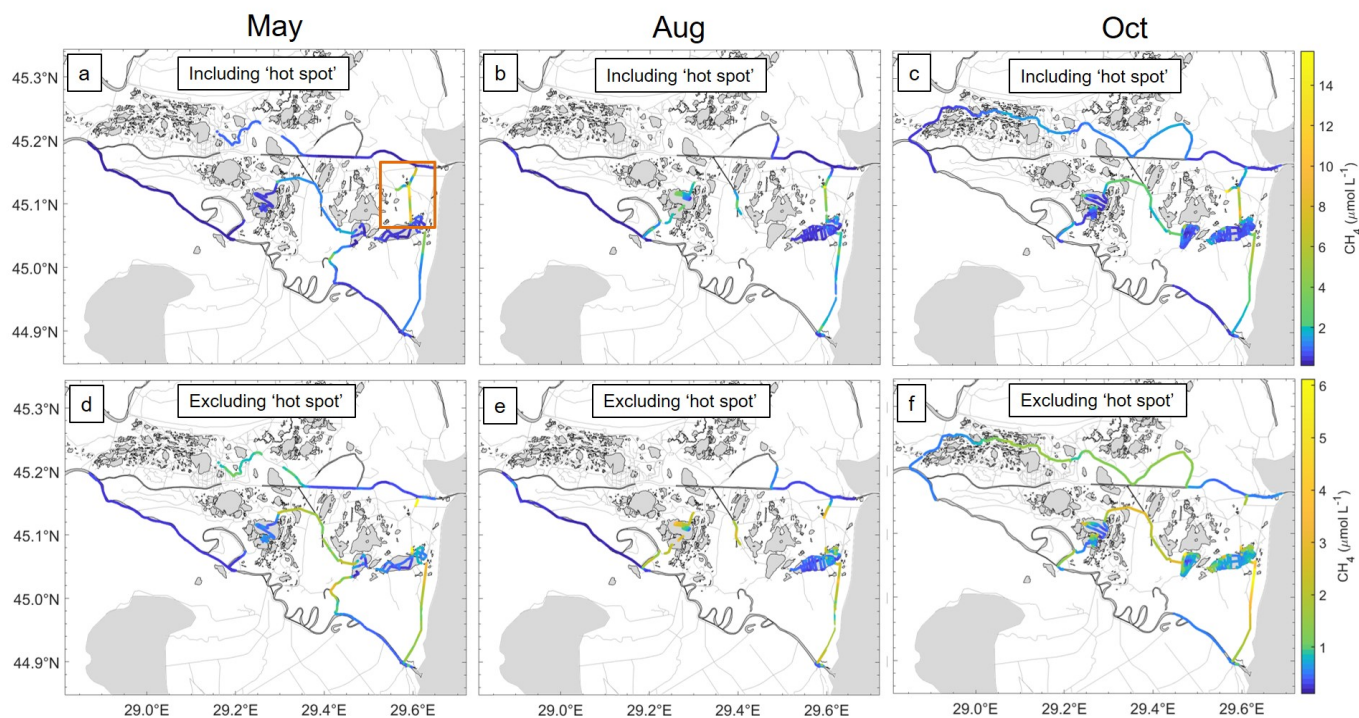 May Aug Oct
a Including 'hot spot' b Including 'hot spot' c Including 'hot spot'
45.3°N
45.2°N
45.1°N
45.0°N
44.9°N
14
12
10
8
6
4
2
CH₄ (μmol L⁻¹)
d Excluding 'hot spot' e Excluding 'hot spot' f Excluding 'hot spot'
45.3°N
45.2°N
45.1°N
45.0°N
44.9°N
6
5
4
3
2
1
CH₄ (μmol L⁻¹)
29.0°E 29.2°E 29.4°E 29.6°E 29.0°E 29.2°E 29.4°E 29.6°E 29.0°E 29.2°E 29.4°E 29.6°E